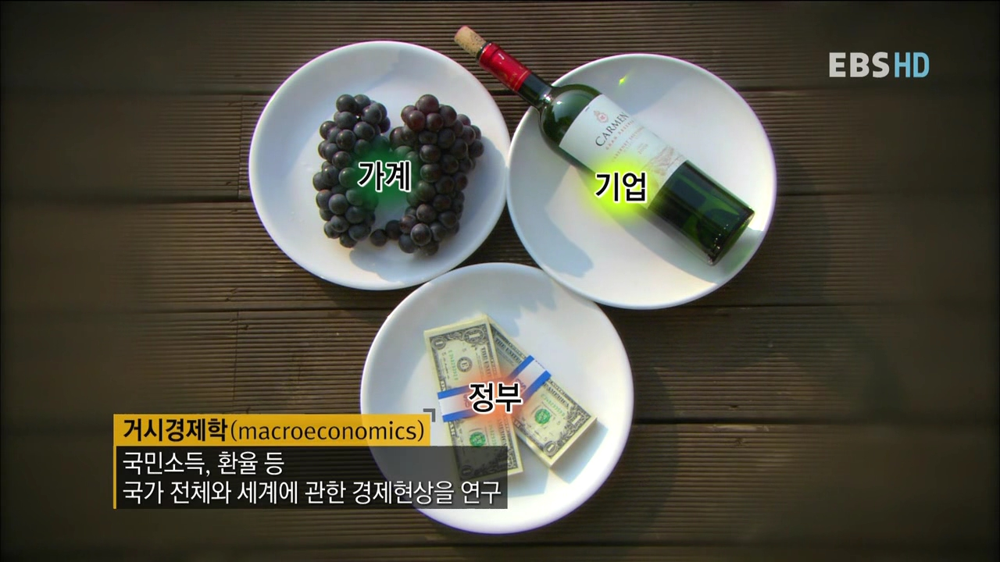 EBS HD
CARMEN
가계
기업
정부
거시경제학(macroeconomics)
국민소득, 환율 등
국가 전체와 세계에 관한 경제현상을 연구